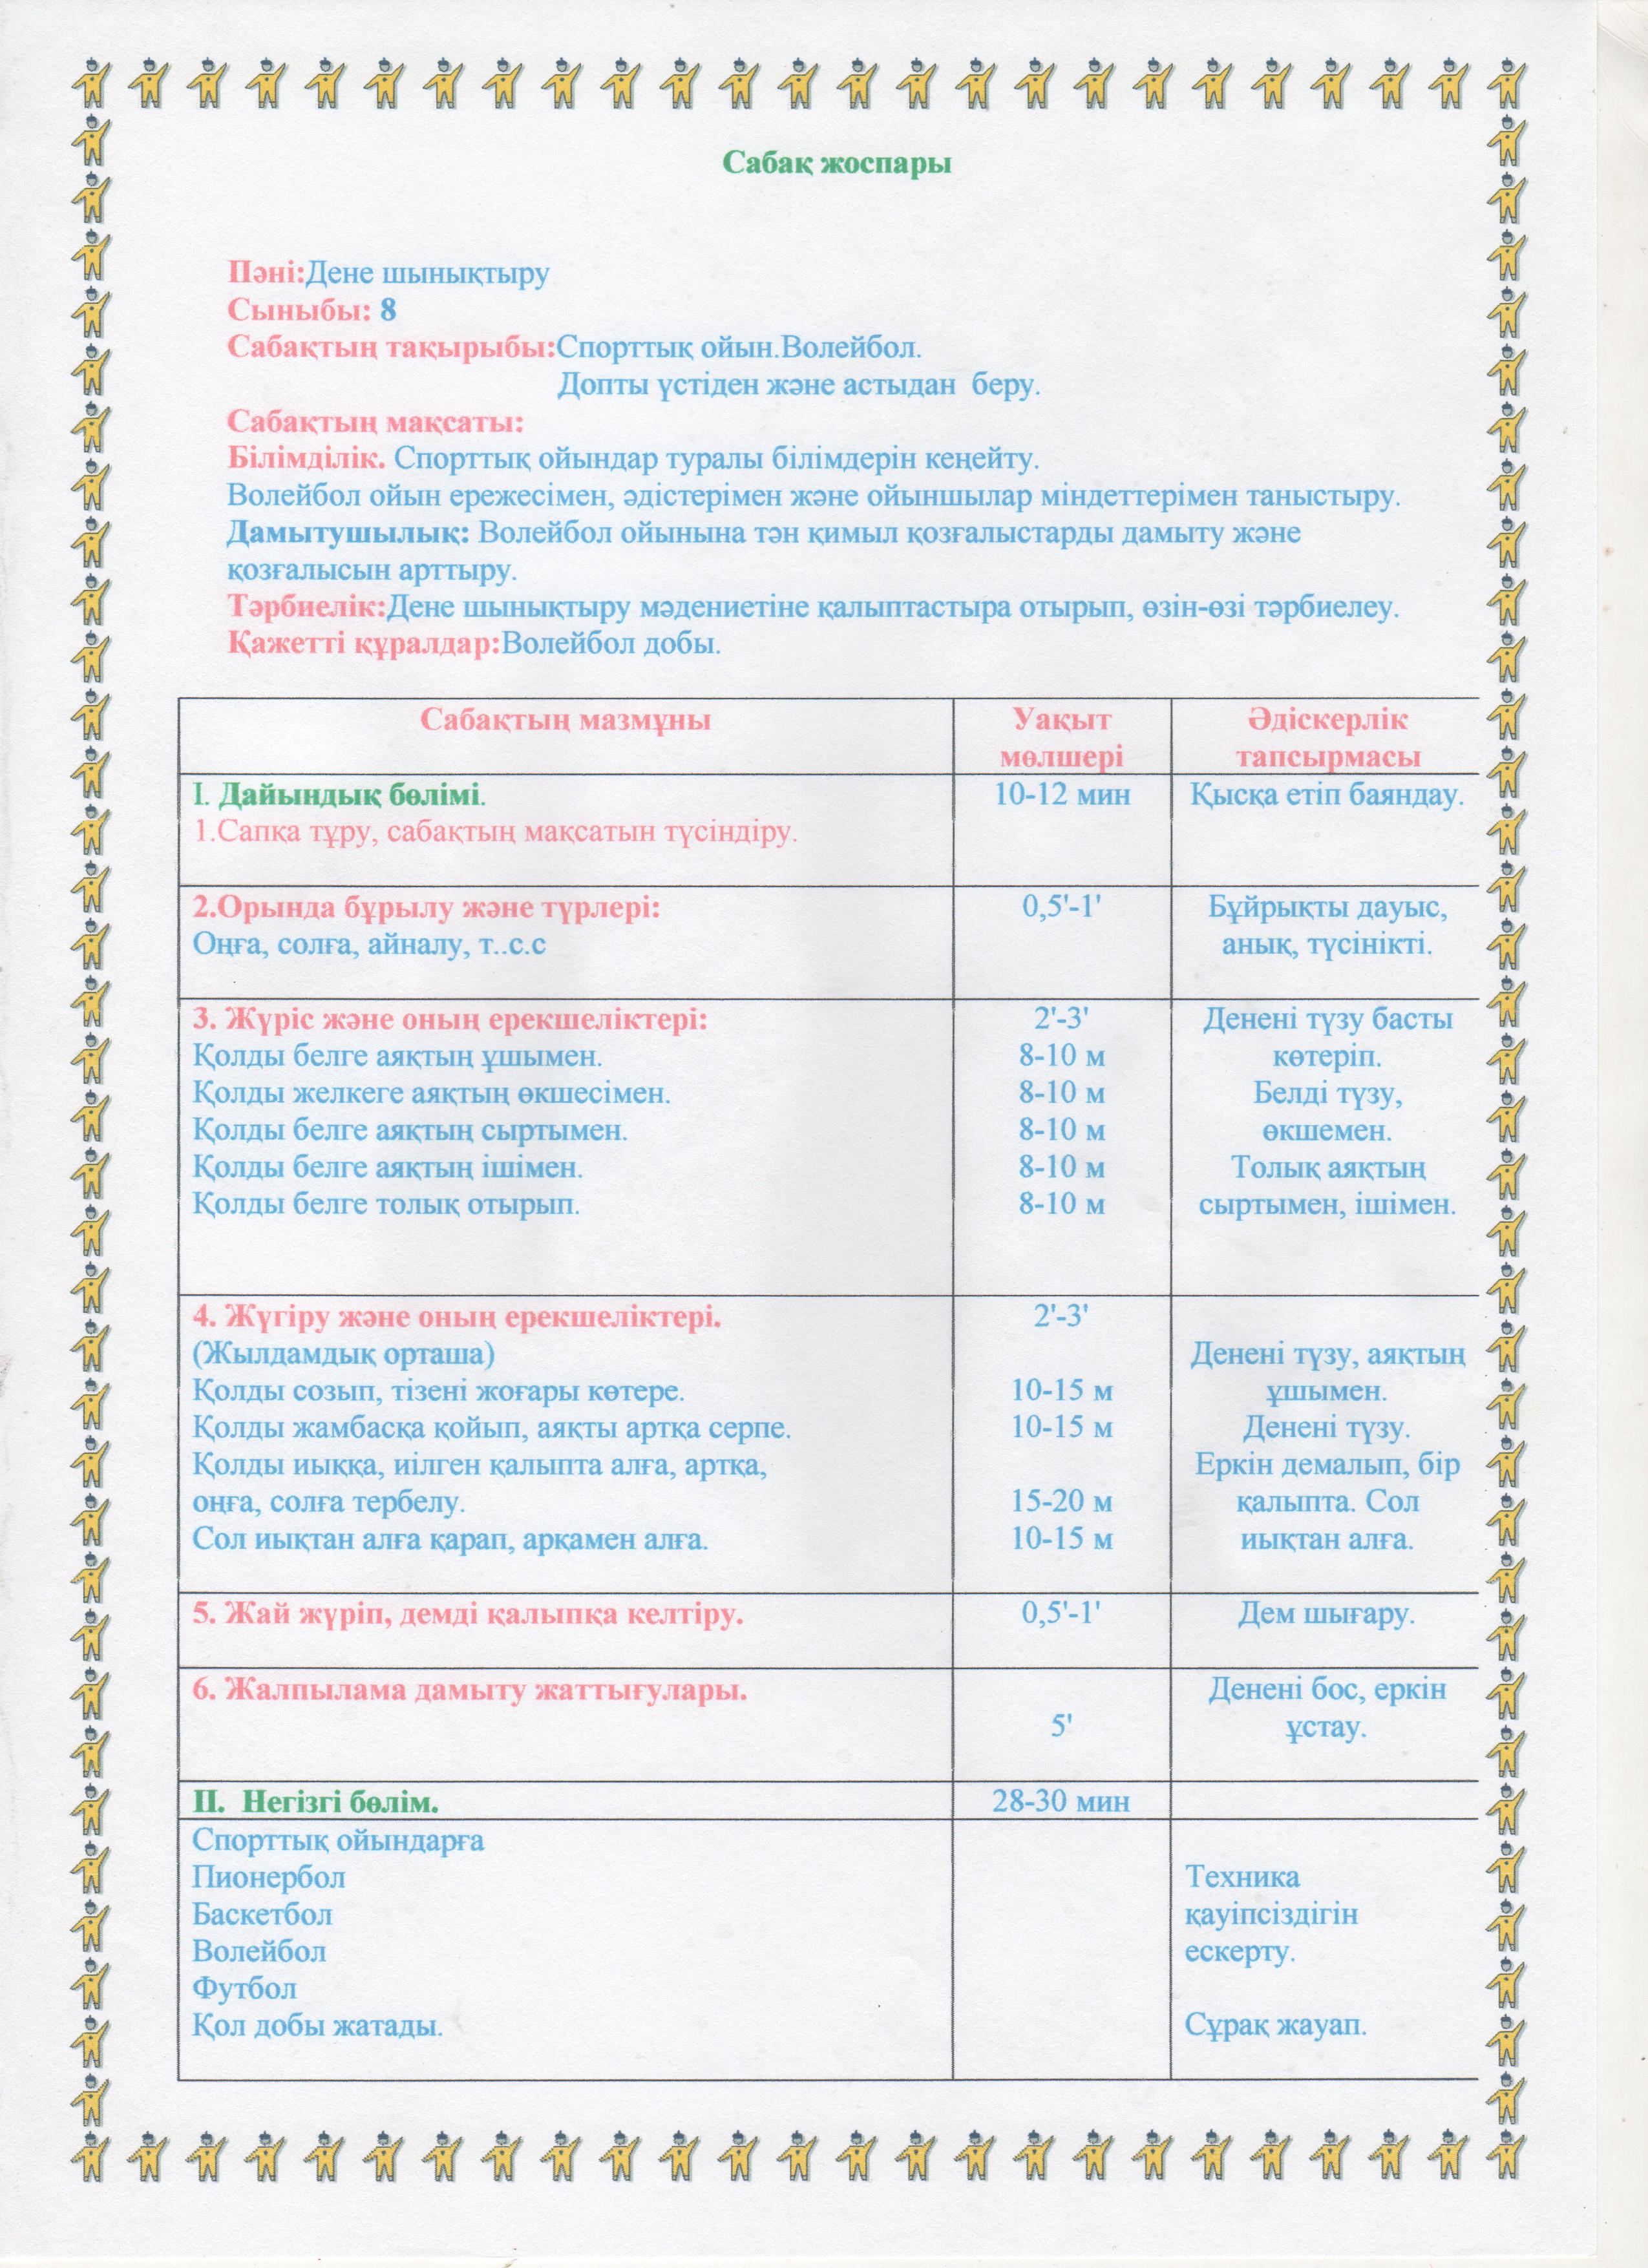 Сабақ жоспары
Пәні:Дене шынықтыру
Сыныбы: 8
Сабақтың тақырыбы:Спорттық ойын.Волейбол.
Допты үстіден және астыдан  беру.
Сабақтың мақсаты:
Білімділік. Спорттық ойындар туралы білімдерін кеңейту.
Волейбол ойын ережесімен, әдістерімен және ойыншылар міндеттерімен таныстыру.
Дамытушылық: Волейбол ойынына тән қимыл қозғалыстарды дамыту және
қозғалысын арттыру.
Тәрбиелік:Дене шынықтыру мәдениетіне қалыптастыра отырып, өзін-өзі тәрбиелеу.
Қажетті құралдар:Волейбол добы.
Сабақтың мазмұны
Уақыт
мөлшері
Әдіскерлік
тапсырмасы
I. Дайындық бөлімі.
1.Сапқа тұру, сабақтың мақсатын түсіндіру.
10-12 мин
Қысқа етіп баяндау.
2.Орында бұрылу және түрлері:
Оңға, солға, айналу, т..с.с
0,5'-1'
Бұйрықты дауыс,
анық, түсінікті.
3. Жүріс және оның ерекшеліктері:
Қолды белге аяқтың ұшымен.
Қолды желкеге аяқтың өкшесімен.
Қолды белге аяқтың сыртымен.
Қолды белге аяқтың ішімен.
Қолды белге толық отырып.
2'-3'
8-10 м
8-10 м
8-10 м
8-10 м
8-10 м
Денені түзу басты
көтеріп.
Белді түзу,
өкшемен.
Толық аяқтың
сыртымен, ішімен.
4. Жүгіру және оның ерекшеліктері.
(Жылдамдық орташа)
Қолды созып, тізені жоғары көтере.
Қолды жамбасқа қойып, аяқты артқа серпе.
Қолды иыққа, иілген қалыпта алға, артқа,
оңға, солға тербелу.
Сол иықтан алға қарап, арқамен алға.
2'-3'
10-15 м
10-15 м
15-20 м
10-15 м
Денені түзу, аяқтың
ұшымен.
Денені түзу.
Еркін демалып, бір
қалыпта. Сол
иықтан алға.
5. Жай жүріп, демді қалыпқа келтіру.
0,5'-1'
Дем шығару.
6. Жалпылама дамыту жаттығулары.
5'
Денені бос, еркін
ұстау.
II.  Негізгі бөлім.
28-30 мин
Спорттық ойындарға
Пионербол
Баскетбол
Волейбол
Футбол
Қол добы жатады.
Техника
қауіпсіздігін
ескерту.
Сұрақ жауап.